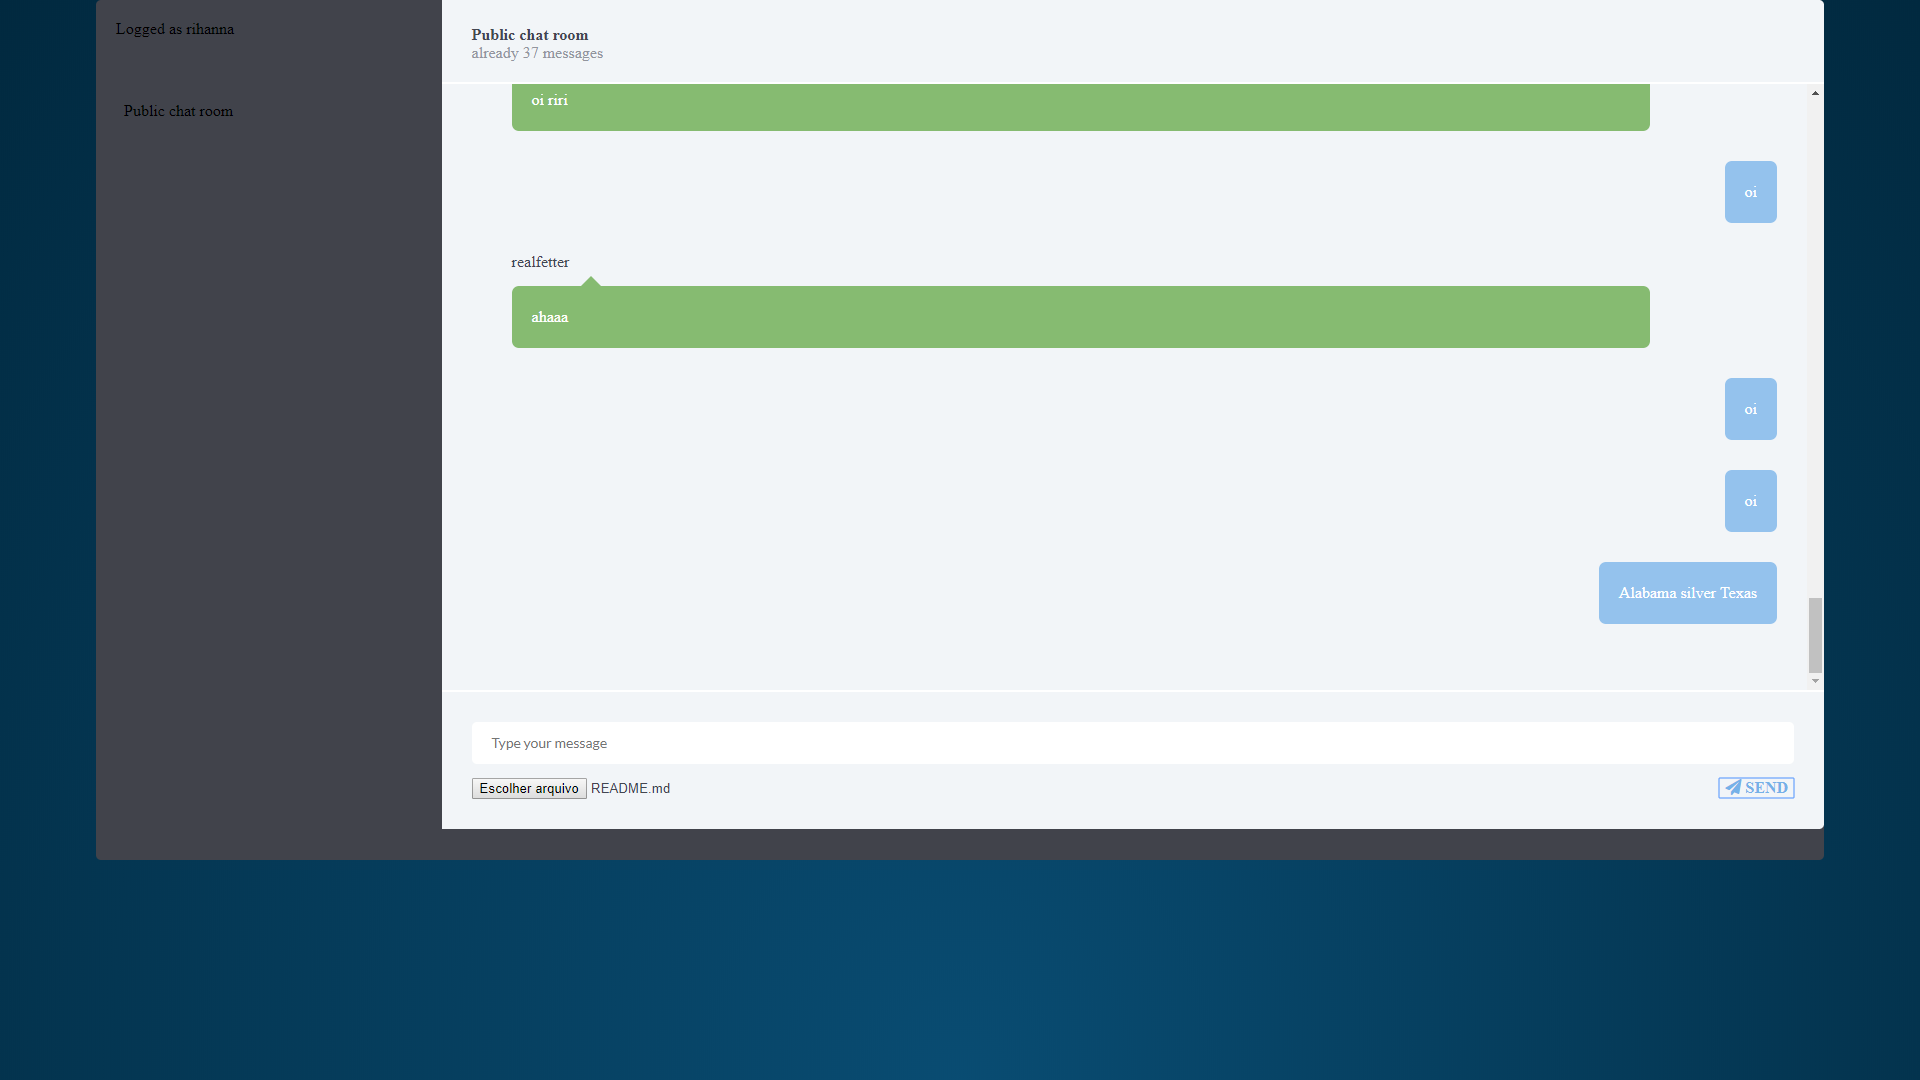 Logged as rihanna
Public chat room
Public chat room
already 37 messages
oi riri
oi
realfetter
ahaaa
oi
oi
Alabama silver Texas
Type your message
Escolher arquivo README.md
SEND